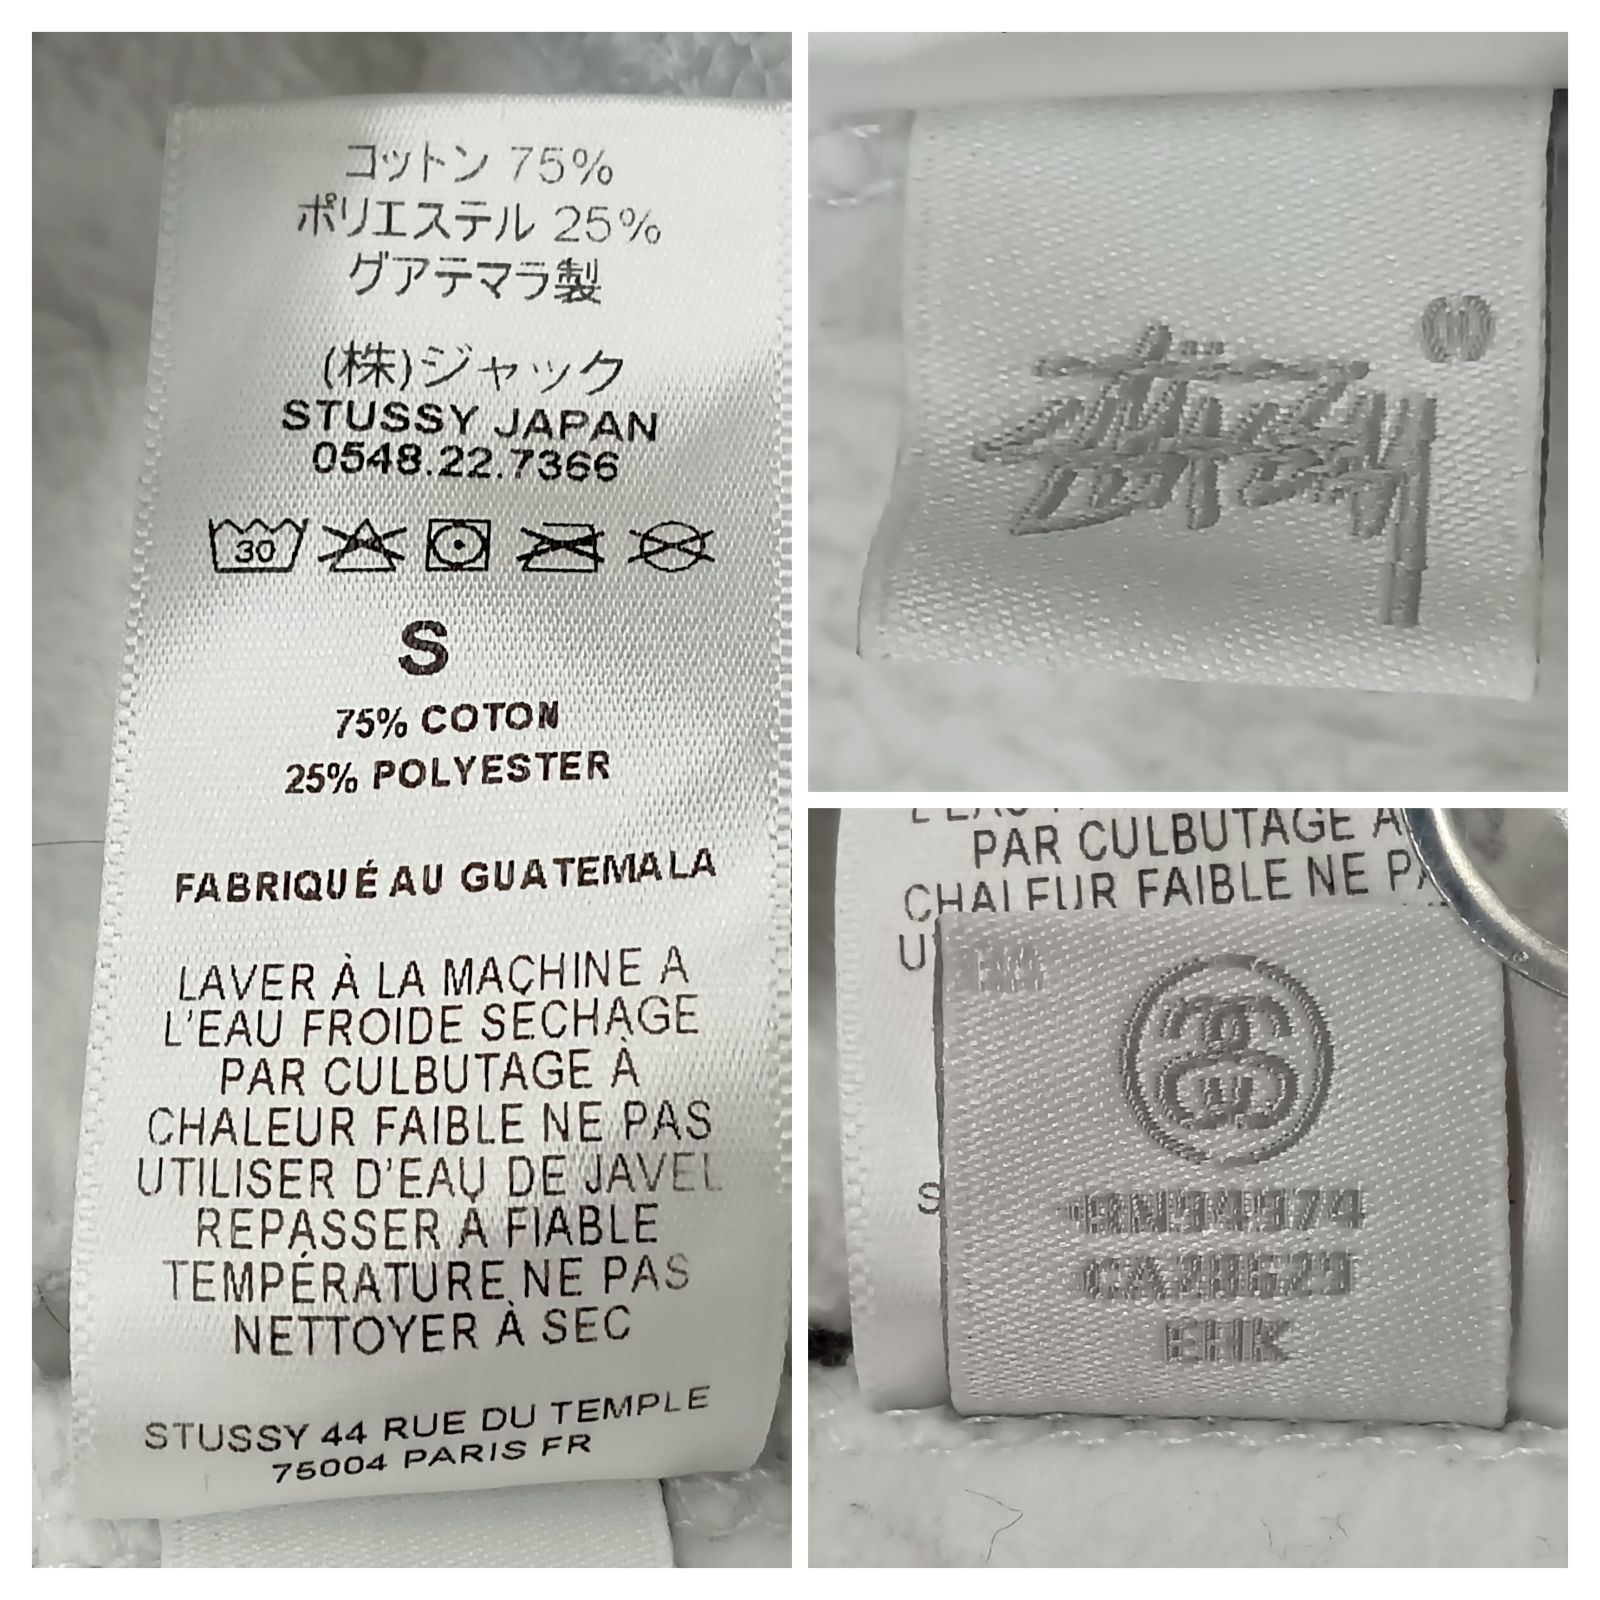 コットン 75%
ポリエステル 25%
グアテマラ製
(株)ジャック
STUSSY JAPAN
0548.22.7366
30
S
75% COTON
25% POLYESTER
FABRIQUÉ AU GUATEMALA
LAVER À LA MACHINE A
L'EAU FROIDE SECHAGE
PAR CULBUTAGE À
CHALEUR FAIBLE NE PAS
UTILISER D'EAU DE JAVEL
REPASSER A FIABLE
TEMPÉRATURE NE PAS
NETTOYER À SEC
STUSSY 44 RUE DU TEMPLE
75004 PARIS FR
Stüssy
PAR CULBUTAGE À
CHALEUR FAIBLE NE PA
U
S
EHK